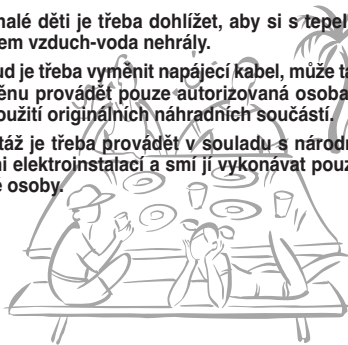 malé děti je třeba dohlížet, aby si s tepel
em vzduch-voda nehrály.
ud je třeba vyměnit napájecí kabel, může ta
ěnu provádět pouze autorizovaná osoba
oužití originálních náhradních součástí.
táž je třeba provádět v souladu s národn
mi elektroinstalací a smí jí vykonávat pouz
é osoby.